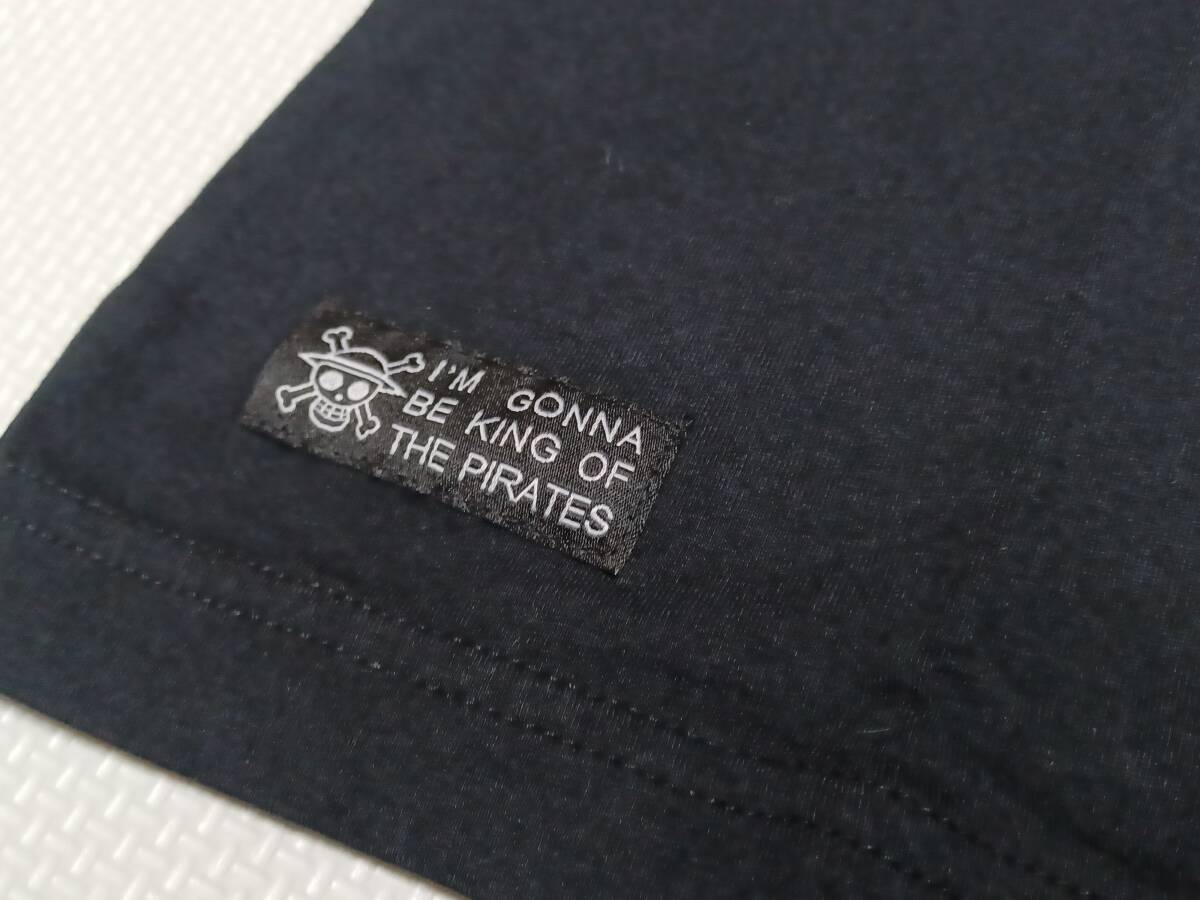 I'M GONNA
BE KING OF
THE PIRATES